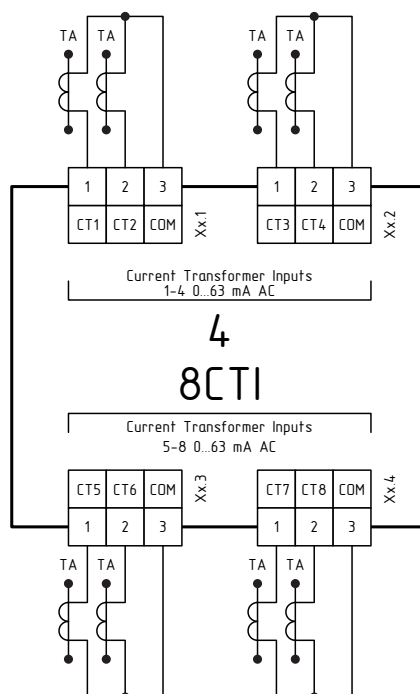 TA TA TA TA
1 2 3 1 2 3
CT1 CT2 COM Xx.1 CT3 CT4 COM Xx.2
Current Transformer Inputs
1-4 0...63 mA AC
4
8CTI
Current Transformer Inputs
5-8 0...63 mA AC
CT5 CT6 COM Xx.3 CT7 CT8 COM Xx.4
1 2 3 1 2 3
TA TA TA TA